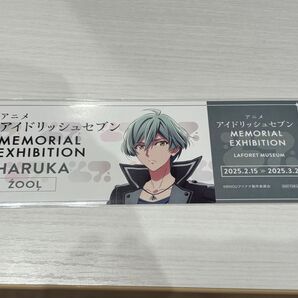 アニメ
アイドリッシュセブン
MEMORIAL
EXHIBITION
HARUKA
ŹOOĻ
アニメ
アイドリッシュセブン
MEMORIAL
EXHIBITION
LAFORET MUSEUM
2025.2.15
2025.3.2